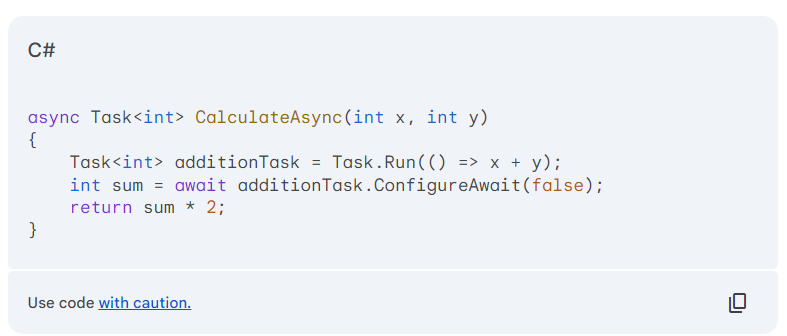 C#
async Task<int> CalculateAsync(int x, int y)
{
    Task<int> additionTask = Task.Run(() => x + y);
    int sum = await additionTask.ConfigureAwait(false);
    return sum * 2;
}
Use code with caution.